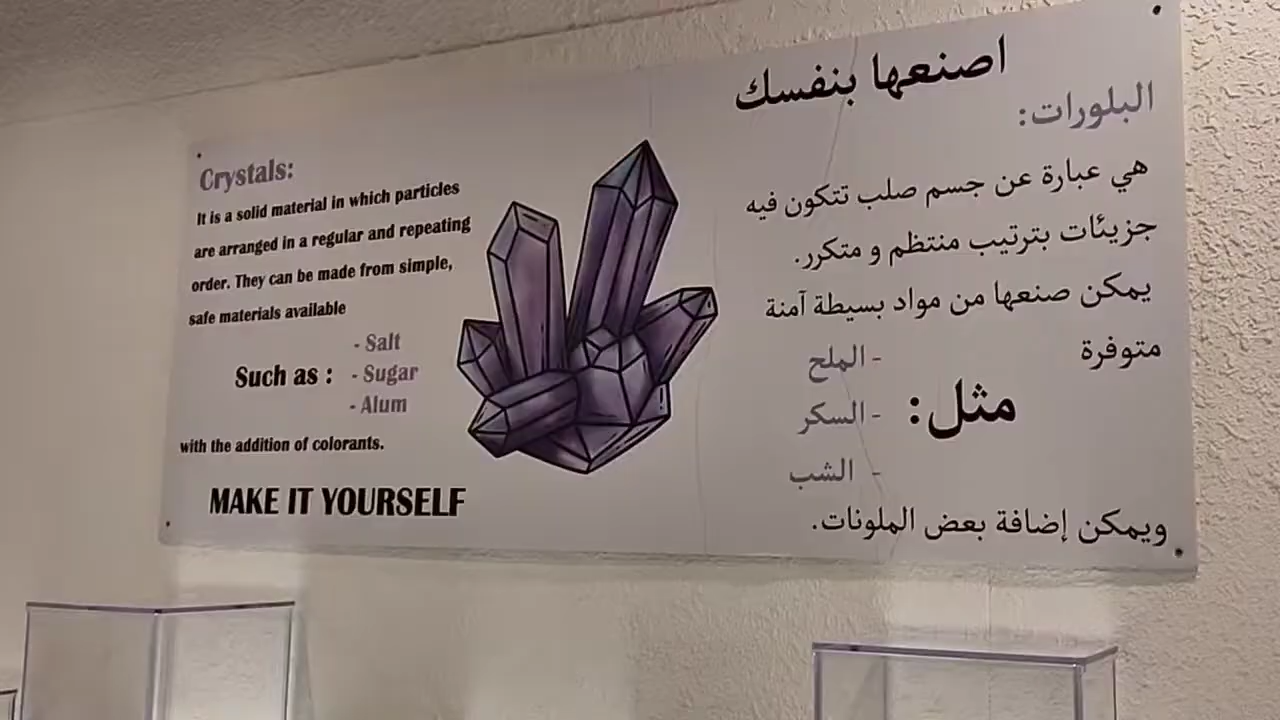 اصنعها بنفسك
البلورات:
هي عبارة عن جسم صلب تتكون فيه
جزيئات بترتيب منتظم و متكرر.
يمكن صنعها من مواد بسيطة آمنة
متوفرة
مثل:
- الملح
- السكر
- الشب
ويمكن إضافة بعض الملونات.
Crystals:
It is a solid material in which particles
are arranged in a regular and repeating
order. They can be made from simple,
safe materials available
Such as :
- Salt
- Sugar
- Alum
with the addition of colorants.
MAKE IT YOURSELF